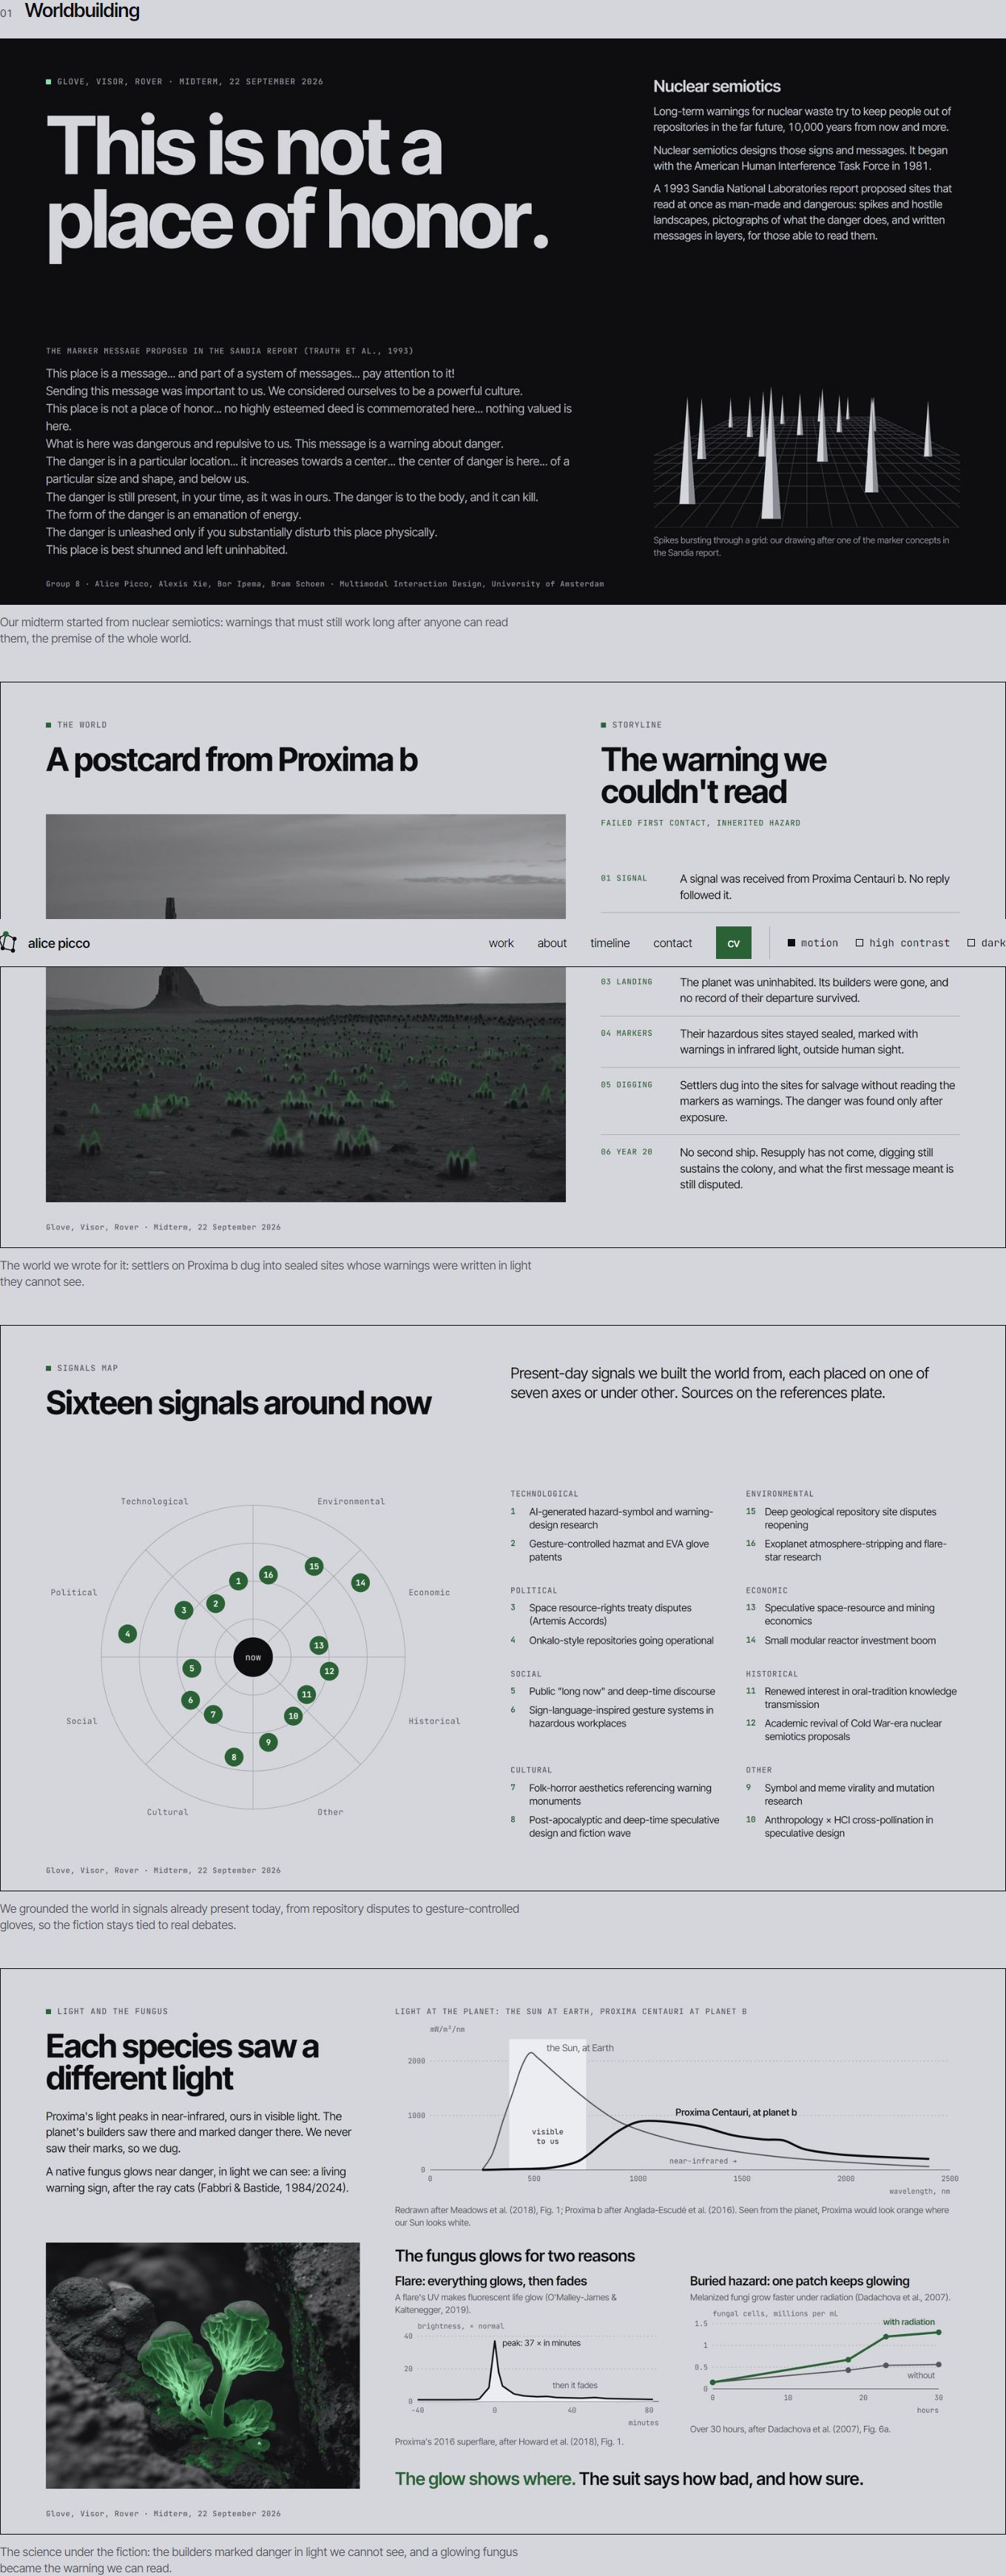 01 Worldbuilding
GLOVE, VISOR, ROVER · MIDTERM, 22 SEPTEMBER 2026
This is not a
place of honor.
Nuclear semiotics
Long-term warnings for nuclear waste try to keep people out of
repositories in the far future, 10,000 years from now and more.
Nuclear semiotics designs those signs and messages. It began
with the American Human Interference Task Force in 1981.
A 1993 Sandia National Laboratories report proposed sites that
read at once as man-made and dangerous: spikes and hostile
landscapes, pictographs of what the danger does, and written
messages in layers, for those able to read them.
THE MARKER MESSAGE PROPOSED IN THE SANDIA REPORT (TRAUTH ET AL., 1993)
This place is a message... and part of a system of messages... pay attention to it!
Sending this message was important to us. We considered ourselves to be a powerful culture.
This place is not a place of honor... no highly esteemed deed is commemorated here... nothing valued is
here.
What is here was dangerous and repulsive to us. This message is a warning about danger.
The danger is in a particular location... it increases towards a center... the center of danger is here... of a
particular size and shape, and below us.
The danger is still present, in your time, as it was in ours. The danger is to the body, and it can kill.
The form of the danger is an emanation of energy.
The danger is unleashed only if you substantially disturb this place physically.
This place is best shunned and left uninhabited.
Spikes bursting through a grid: our drawing after one of the marker concepts in
the Sandia report.
Group 8 · Alice Picco, Alexis Xie, Bor Ipema, Bram Schoen · Multimodal Interaction Design, University of Amsterdam
Our midterm started from nuclear semiotics: warnings that must still work long after anyone can read
them, the premise of the whole world.
THE WORLD
A postcard from Proxima b
STORYLINE
The warning we
couldn't read
FAILED FIRST CONTACT, INHERITED HAZARD
01 SIGNAL
A signal was received from Proxima Centauri b. No reply
followed it.
alice picco
work about timeline contact CV motion high contrast dark
03 LANDING
The planet was uninhabited. Its builders were gone, and
no record of their departure survived.
04 MARKERS
Their hazardous sites stayed sealed, marked with
warnings in infrared light, outside human sight.
05 DIGGING
Settlers dug into the sites for salvage without reading the
markers as warnings. The danger was found only after
exposure.
06 YEAR 20
No second ship. Resupply has not come, digging still
sustains the colony, and what the first message meant is
still disputed.
Glove, Visor, Rover · Midterm, 22 September 2026
The world we wrote for it: settlers on Proxima b dug into sealed sites whose warnings were written in light
they cannot see.
SIGNALS MAP
Sixteen signals around now
Present-day signals we built the world from, each placed on one of
seven axes or under other. Sources on the references plate.
Technological
Environmental
Political
Economic
Social
Historical
Cultural
Other
1
16
15
14
2
3
4
13
now
12
5
11
6
7
10
9
8
TECHNOLOGICAL
1 AI-generated hazard-symbol and warning-
design research
2 Gesture-controlled hazmat and EVA glove
patents
ENVIRONMENTAL
15 Deep geological repository site disputes
reopening
16 Exoplanet atmosphere-stripping and flare-
star research
POLITICAL
3 Space resource-rights treaty disputes
(Artemis Accords)
4 Onkalo-style repositories going operational
ECONOMIC
13 Speculative space-resource and mining
economics
14 Small modular reactor investment boom
SOCIAL
5 Public "long now" and deep-time discourse
6 Sign-language-inspired gesture systems in
hazardous workplaces
HISTORICAL
11 Renewed interest in oral-tradition knowledge
transmission
12 Academic revival of Cold War-era nuclear
semiotics proposals
CULTURAL
7 Folk-horror aesthetics referencing warning
monuments
8 Post-apocalyptic and deep-time speculative
design and fiction wave
OTHER
9 Symbol and meme virality and mutation
research
10 Anthropology × HCI cross-pollination in
speculative design
Glove, Visor, Rover · Midterm, 22 September 2026
We grounded the world in signals already present today, from repository disputes to gesture-controlled
gloves, so the fiction stays tied to real debates.
LIGHT AND THE FUNGUS
Each species saw a
different light
Proxima's light peaks in near-infrared, ours in visible light. The
planet's builders saw there and marked danger there. We never
saw their marks, so we dug.
A native fungus glows near danger, in light we can see: a living
warning sign, after the ray cats (Fabbri & Bastide, 1984/2024).
LIGHT AT THE PLANET: THE SUN AT EARTH, PROXIMA CENTAURI AT PLANET B
mW/m²/nm
2000
1000
0
the Sun, at Earth
Proxima Centauri, at planet b
visible
to us
near-infrared →
0 500 1000 1500 2000 2500
wavelength, nm
Redrawn after Meadows et al. (2018), Fig. 1; Proxima b after Anglada-Escudé et al. (2016). Seen from the planet, Proxima would look orange where
our Sun looks white.
The fungus glows for two reasons
Flare: everything glows, then fades
A flare's UV makes fluorescent life glow (O'Malley-James &
Kaltenegger, 2019).
brightness, × normal
40
20
0
peak: 37 × in minutes
then it fades
-40 0 40 80
minutes
Proxima's 2016 superflare, after Howard et al. (2018), Fig. 1.
Buried hazard: one patch keeps glowing
Melanized fungi grow faster under radiation (Dadachova et al., 2007).
fungal cells, millions per mL
1.5
1
0.5
0
with radiation
without
0 10 20 30
hours
Over 30 hours, after Dadachova et al. (2007), Fig. 6a.
The glow shows where. The suit says how bad, and how sure.
Glove, Visor, Rover · Midterm, 22 September 2026
The science under the fiction: the builders marked danger in light we cannot see, and a glowing fungus
became the warning we can read.